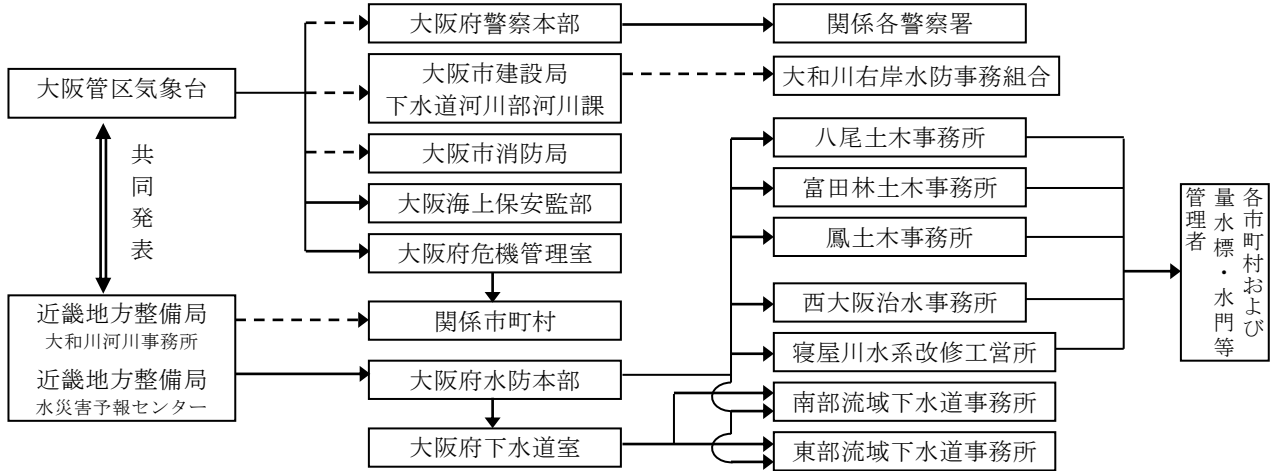 大阪管区気象台
共同発表
近畿地方整備局
大和川河川事務所
近畿地方整備局
水災害予報センター
大阪府警察本部
大阪市建設局
下水道河川部河川課
大阪市消防局
大阪海上保安監部
大阪府危機管理室
関係市町村
大阪府水防本部
大阪府下水道室
関係各警察署
大和川右岸水防事務組合
八尾土木事務所
富田林土木事務所
鳳土木事務所
西大阪治水事務所
寝屋川水系改修工営所
南部流域下水道事務所
東部流域下水道事務所
各市町村および
量水標・水門等
管理者